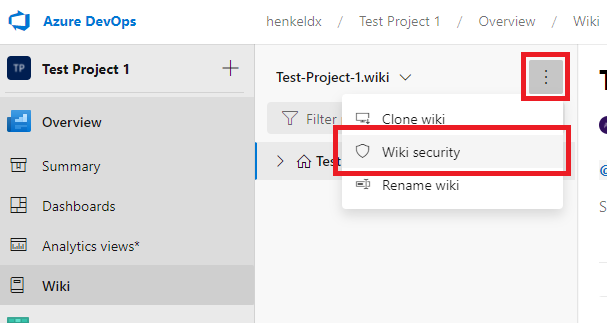 Azure DevOps
henkeldx / Test Project 1 / Overview / Wiki
TP Test Project 1
Test-Project-1.wiki
Overview
Filter
Clone wiki
Wiki security
Test
Rename wiki
Summary
Dashboards
Analytics views*
Wiki